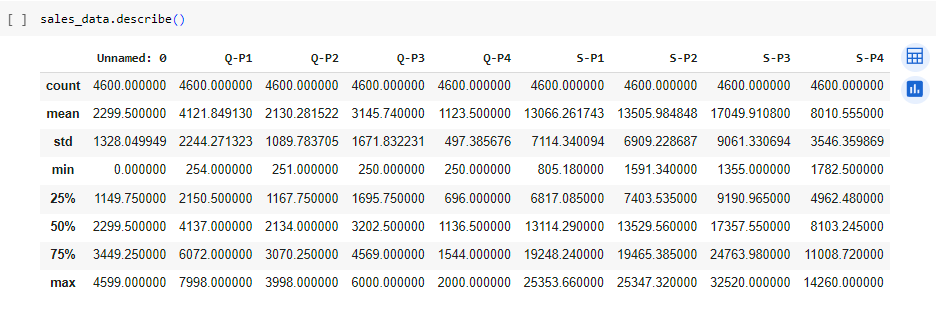 [ ] sales_data.describe()
Unnamed: 0 Q-P1 Q-P2 Q-P3 Q-P4 S-P1 S-P2 S-P3 S-P4
count 4600.000000 4600.000000 4600.000000 4600.000000 4600.000000 4600.000000 4600.000000 4600.000000 4600.000000
mean 2299.500000 4121.849130 2130.281522 3145.740000 1123.500000 13066.261743 13505.984848 17049.910800 8010.555000
std 1328.049949 2244.271323 1089.783705 1671.832231 497.385676 7114.340094 6909.228687 9061.330694 3546.359869
min 0.000000 254.000000 251.000000 250.000000 250.000000 805.180000 1591.340000 1355.000000 1782.500000
25% 1149.750000 2150.500000 1167.750000 1695.750000 696.000000 6817.085000 7403.535000 9190.965000 4962.480000
50% 2299.500000 4137.000000 2134.000000 3202.500000 1136.500000 13114.290000 13529.560000 17357.550000 8103.245000
75% 3449.250000 6072.000000 3070.250000 4569.000000 1544.000000 19248.240000 19465.385000 24763.980000 11008.720000
max 4599.000000 7998.000000 3998.000000 6000.000000 2000.000000 25353.660000 25347.320000 32520.000000 14260.000000